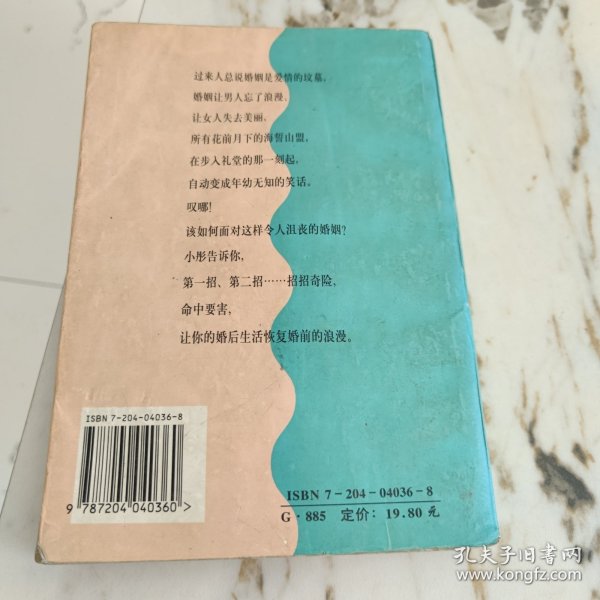 过来人总说婚姻是爱情的坟墓,
婚姻让男人忘了浪漫,
让女人失去美丽,
所有花前月下的海誓山盟,
在步入礼堂的那一刻起,
自动变成年幼无知的笑话。
叹哪!
该如何面对这样令人沮丧的婚姻?
小彤告诉你,
第一招、第二招……招招奇险,
命中要害,
让你的婚后生活恢复婚前的浪漫。
ISBN 7-204-04036-8
9 787204 040360 >
ISBN 7-204-04036-8
G·885 定价: 19.80 元
孔夫子旧书网
www.kongfz.com